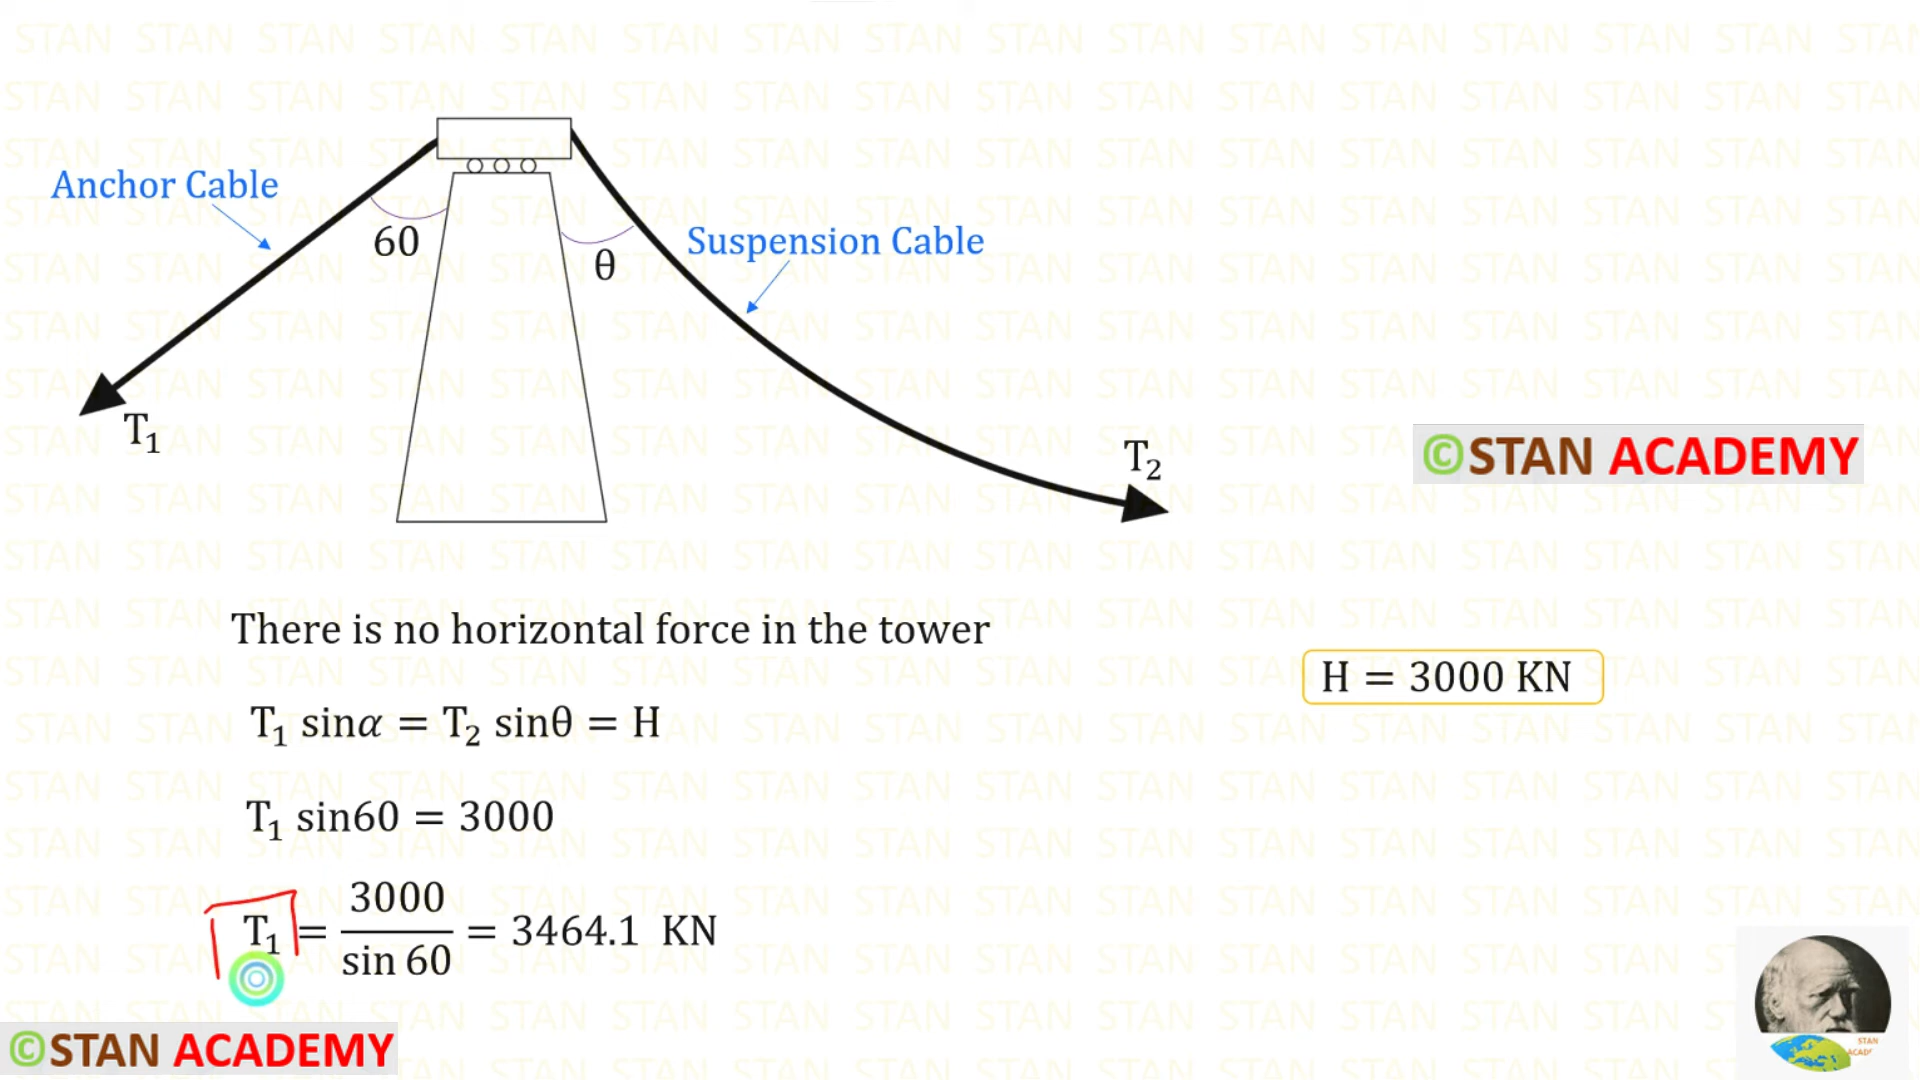 Anchor Cable
60
θ
Suspension Cable
T₁
T₂
©STAN ACADEMY
There is no horizontal force in the tower
H = 3000 KN
T₁ sinα = T₂ sinθ = H
T₁ sin60 = 3000
T₁ = 3000 / sin 60 = 3464.1 KN
©STAN ACADEMY
STAN